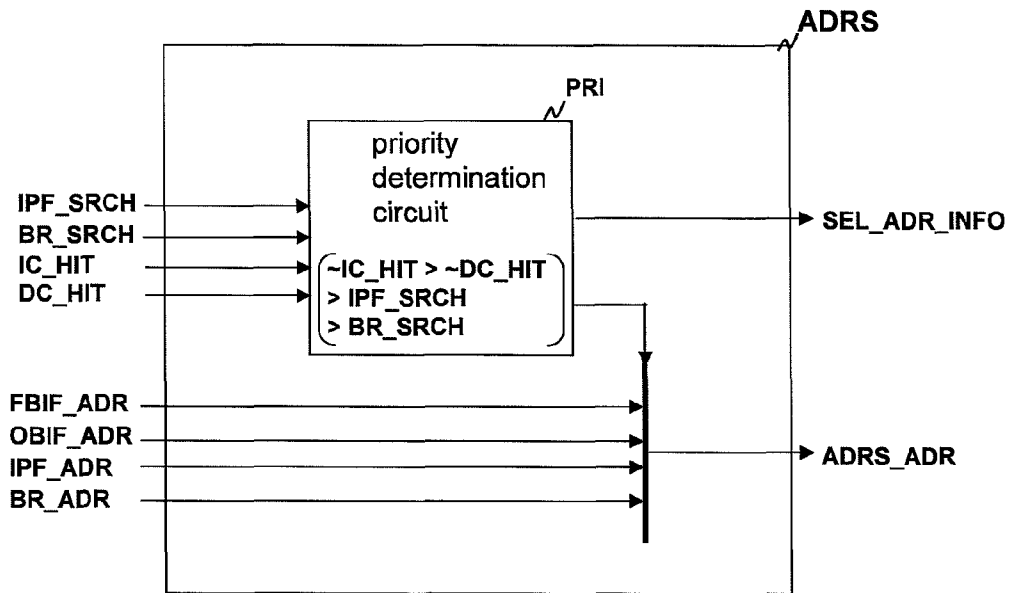 ADRS
PRI
priority
determination
circuit
~IC_HIT > ~DC_HIT
> IPF_SRCH
> BR_SRCH
IPF_SRCH
BR_SRCH
IC_HIT
DC_HIT
SEL_ADR_INFO
FBIF_ADR
OBIF_ADR
IPF_ADR
BR_ADR
ADRS_ADR